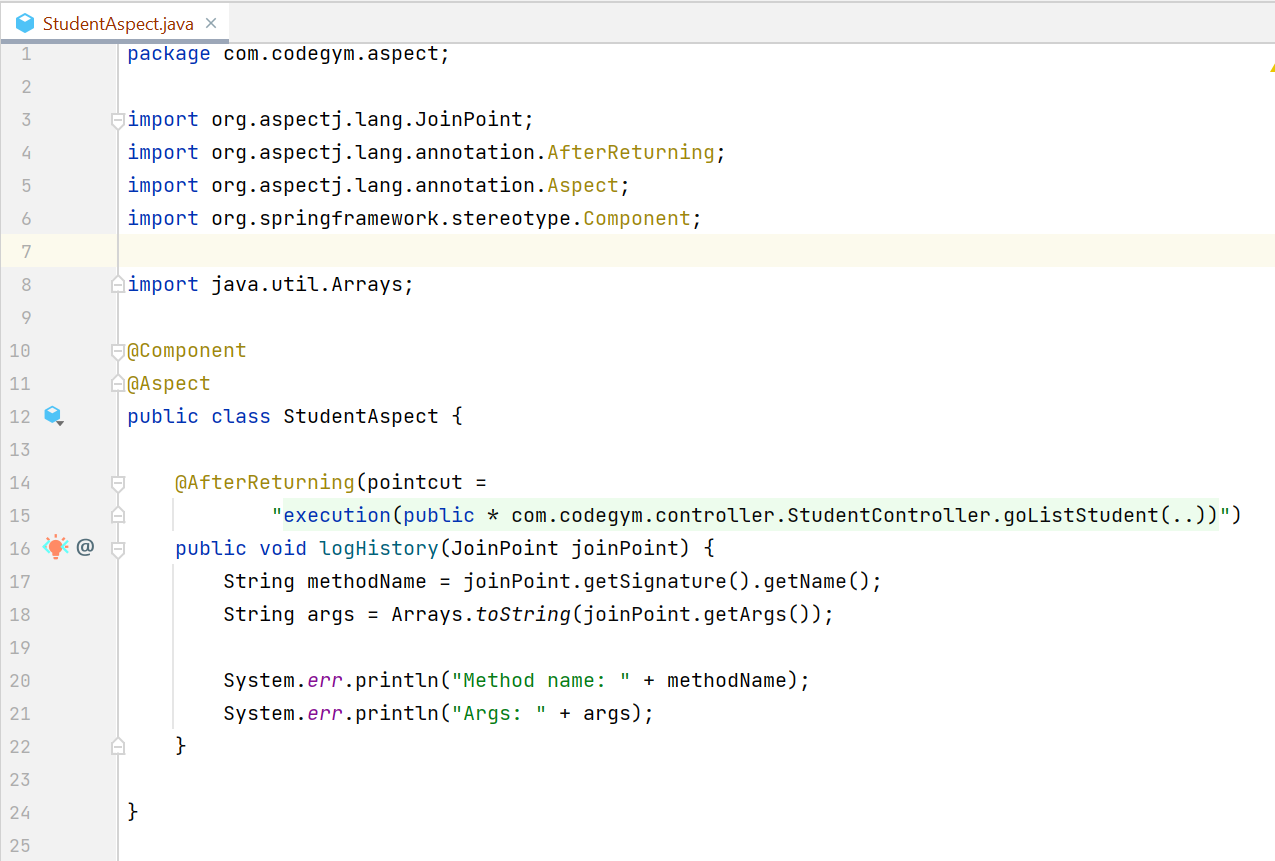 StudentAspect.java ×
1 package com.codegym.aspect;
2
3 import org.aspectj.lang.JoinPoint;
4 import org.aspectj.lang.annotation.AfterReturning;
5 import org.aspectj.lang.annotation.Aspect;
6 import org.springframework.stereotype.Component;
7
8 import java.util.Arrays;
9
10 @Component
11 @Aspect
12 public class StudentAspect {
13
14     @AfterReturning(pointcut =
15             "execution(public * com.codegym.controller.StudentController.goListStudent(..))")
16 @     public void logHistory(JoinPoint joinPoint) {
17         String methodName = joinPoint.getSignature().getName();
18         String args = Arrays.toString(joinPoint.getArgs());
19
20         System.err.println("Method name: " + methodName);
21         System.err.println("Args: " + args);
22     }
23
24 }
25